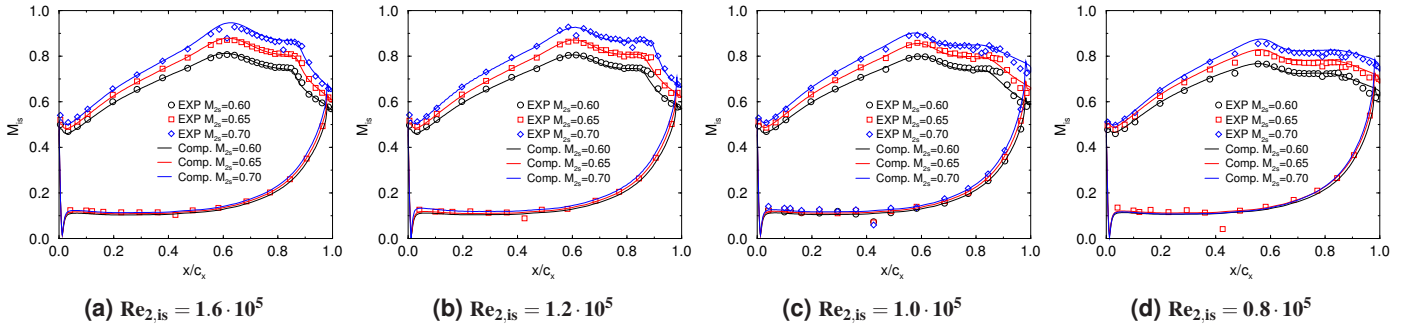 1.0
0.8
0.6
0.4
0.2
0.0
M_is
EXP M_2s=0.60
EXP M_2s=0.65
EXP M_2s=0.70
Comp. M_2s=0.60
Comp. M_2s=0.65
Comp. M_2s=0.70
0.0 0.2 0.4 0.6 0.8 1.0
x/c_x
(a) Re_2,is = 1.6 · 10^5
1.0
0.8
0.6
0.4
0.2
0.0
M_is
EXP M_2s=0.60
EXP M_2s=0.65
EXP M_2s=0.70
Comp. M_2s=0.60
Comp. M_2s=0.65
Comp. M_2s=0.70
0.0 0.2 0.4 0.6 0.8 1.0
x/c_x
(b) Re_2,is = 1.2 · 10^5
1.0
0.8
0.6
0.4
0.2
0.0
M_is
EXP M_2s=0.60
EXP M_2s=0.65
EXP M_2s=0.70
Comp. M_2s=0.60
Comp. M_2s=0.65
Comp. M_2s=0.70
0.0 0.2 0.4 0.6 0.8 1.0
x/c_x
(c) Re_2,is = 1.0 · 10^5
1.0
0.8
0.6
0.4
0.2
0.0
M_is
EXP M_2s=0.60
EXP M_2s=0.65
EXP M_2s=0.70
Comp. M_2s=0.60
Comp. M_2s=0.65
Comp. M_2s=0.70
0.0 0.2 0.4 0.6 0.8 1.0
x/c_x
(d) Re_2,is = 0.8 · 10^5